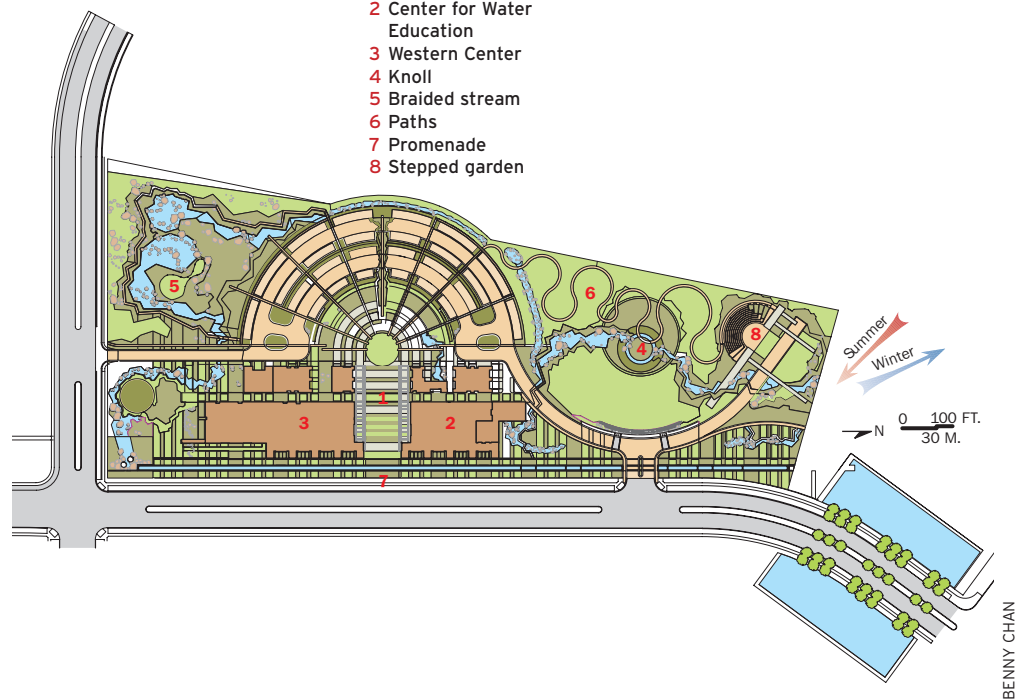 2 Center for Water
Education
3 Western Center
4 Knoll
5 Braided stream
6 Paths
7 Promenade
8 Stepped garden
5
6
4
8
Summer
Winter
N
0 100 FT.
30 M.
1
3
2
7
BENNY CHAN